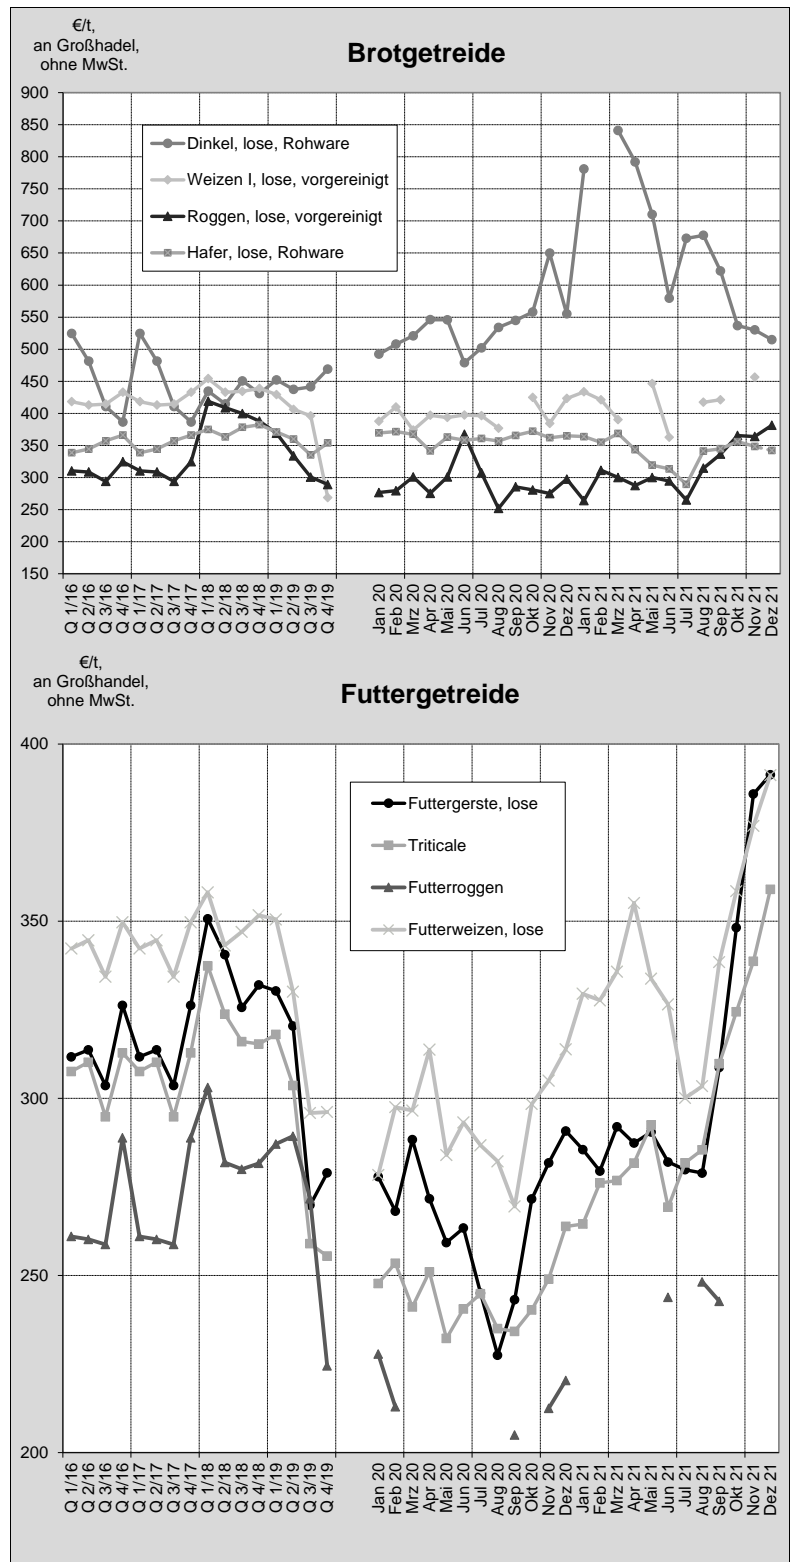 €/t,
an Großhadel,
ohne MwSt.
Brotgetreide
900
850
800
750
700
650
600
550
500
450
400
350
300
250
200
150
Dinkel, lose, Rohware
Weizen I, lose, vorgereinigt
Roggen, lose, vorgereinigt
Hafer, lose, Rohware
Q 1/16
Q 2/16
Q 3/16
Q 4/16
Q 1/17
Q 2/17
Q 3/17
Q 4/17
Q 1/18
Q 2/18
Q 3/18
Q 4/18
Q 1/19
Q 2/19
Q 3/19
Q 4/19
Jan 20
Feb 20
Mrz 20
Apr 20
Mai 20
Jun 20
Jul 20
Aug 20
Sep 20
Okt 20
Nov 20
Dez 20
Jan 21
Feb 21
Mrz 21
Apr 21
Mai 21
Jun 21
Jul 21
Aug 21
Sep 21
Okt 21
Nov 21
Dez 21
€/t,
an Großhandel,
ohne MwSt.
Futtergetreide
400
350
300
250
200
Futtergerste, lose
Triticale
Futterroggen
Futterweizen, lose
Q 1/16
Q 2/16
Q 3/16
Q 4/16
Q 1/17
Q 2/17
Q 3/17
Q 4/17
Q 1/18
Q 2/18
Q 3/18
Q 4/18
Q 1/19
Q 2/19
Q 3/19
Q 4/19
Jan 20
Feb 20
Mrz 20
Apr 20
Mai 20
Jun 20
Jul 20
Aug 20
Sep 20
Okt 20
Nov 20
Dez 20
Jan 21
Feb 21
Mrz 21
Apr 21
Mai 21
Jun 21
Jul 21
Aug 21
Sep 21
Okt 21
Nov 21
Dez 21